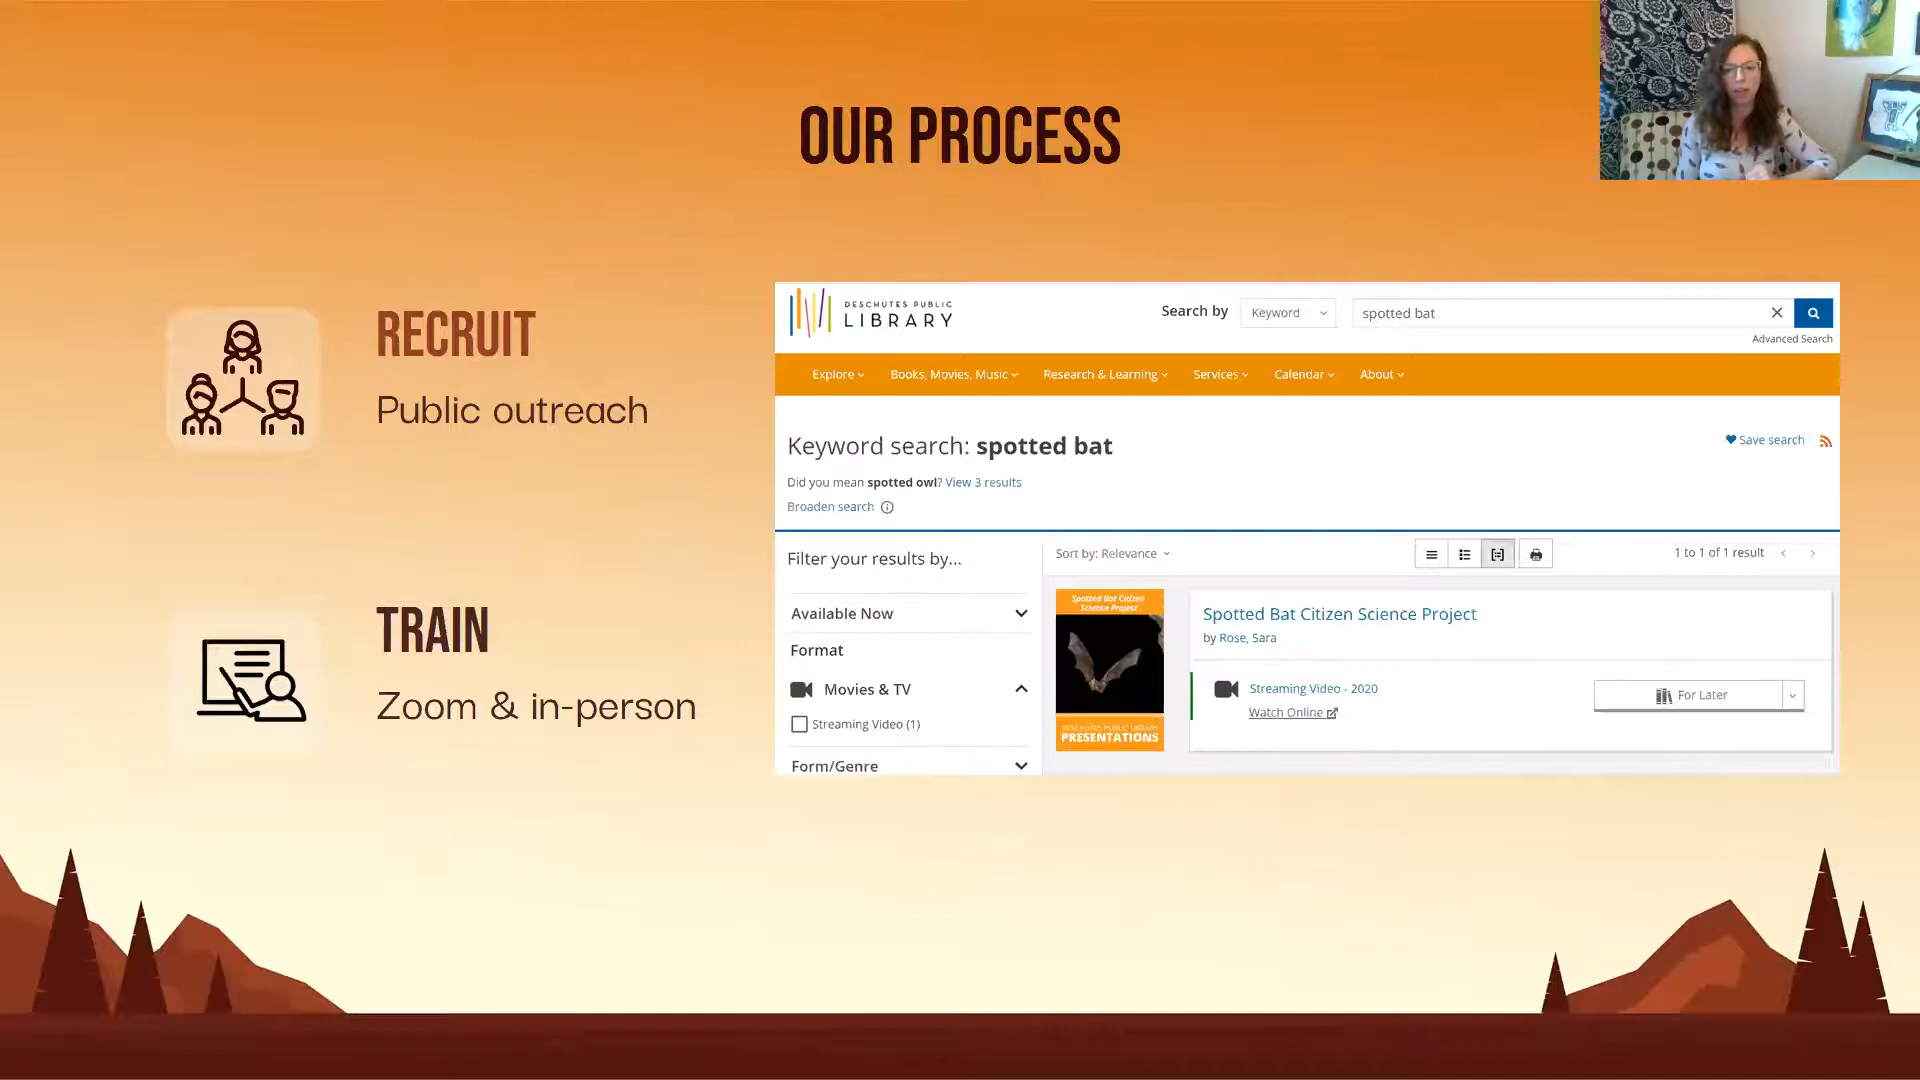 OUR PROCESS
RECRUIT
Public outreach
TRAIN
Zoom & in-person
DESCHUTES PUBLIC
LIBRARY
Search by
Keyword
spotted bat
Advanced Search
Explore
Books, Movies, Music
Research & Learning
Services
Calendar
About
Keyword search: spotted bat
Save search
Did you mean spotted owl? View 3 results
Broaden search
Filter your results by...
Sort by: Relevance
1 to 1 of 1 result
Available Now
Format
Movies & TV
Streaming Video (1)
Form/Genre
Spotted Bat Citizen
Science Project
DESCHUTES PUBLIC LIBRARY
PRESENTATIONS
Spotted Bat Citizen Science Project
by Rose, Sara
Streaming Video - 2020
Watch Online
For Later